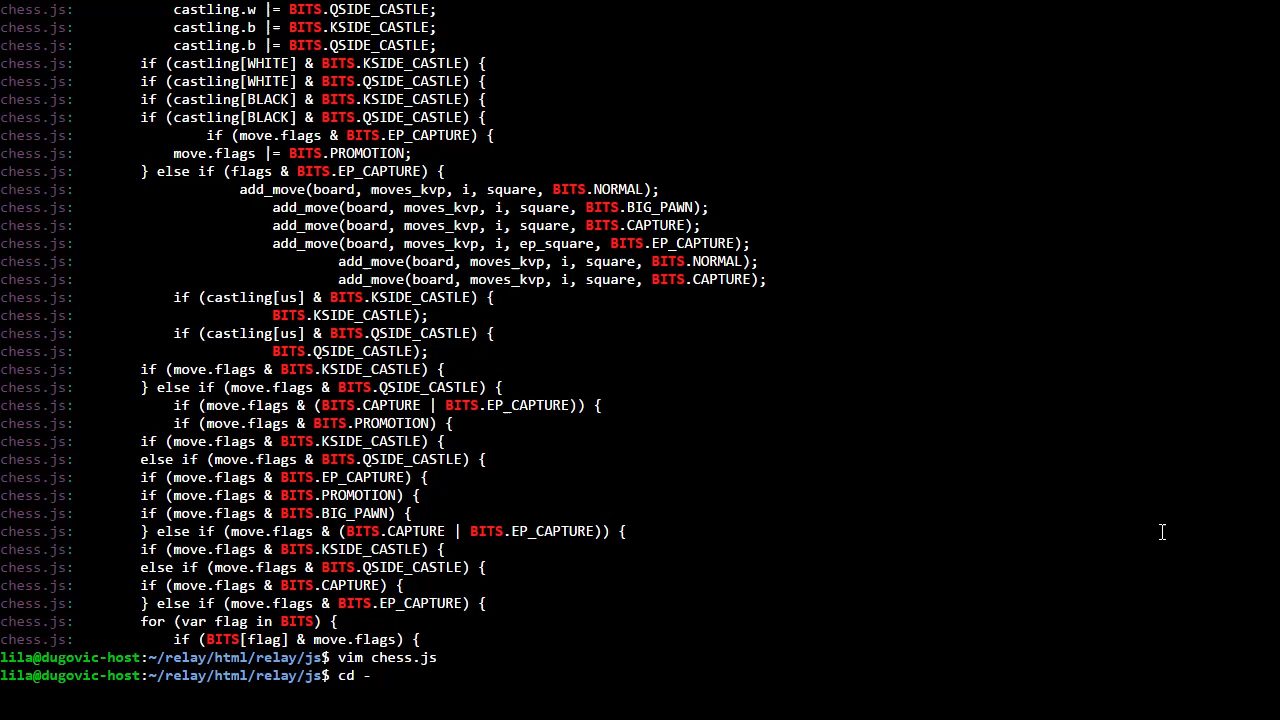 chess.js:            castling.w |= BITS.QSIDE_CASTLE;
chess.js:            castling.b |= BITS.KSIDE_CASTLE;
chess.js:            castling.b |= BITS.QSIDE_CASTLE;
chess.js:        if (castling[WHITE] & BITS.KSIDE_CASTLE) {
chess.js:        if (castling[WHITE] & BITS.QSIDE_CASTLE) {
chess.js:        if (castling[BLACK] & BITS.KSIDE_CASTLE) {
chess.js:        if (castling[BLACK] & BITS.QSIDE_CASTLE) {
chess.js:                if (move.flags & BITS.EP_CAPTURE) {
chess.js:            move.flags |= BITS.PROMOTION;
chess.js:        } else if (flags & BITS.EP_CAPTURE) {
chess.js:                    add_move(board, moves_kvp, i, square, BITS.NORMAL);
chess.js:                        add_move(board, moves_kvp, i, square, BITS.BIG_PAWN);
chess.js:                        add_move(board, moves_kvp, i, square, BITS.CAPTURE);
chess.js:                        add_move(board, moves_kvp, i, ep_square, BITS.EP_CAPTURE);
chess.js:                                add_move(board, moves_kvp, i, square, BITS.NORMAL);
chess.js:                                add_move(board, moves_kvp, i, square, BITS.CAPTURE);
chess.js:            if (castling[us] & BITS.KSIDE_CASTLE) {
chess.js:                        BITS.KSIDE_CASTLE);
chess.js:            if (castling[us] & BITS.QSIDE_CASTLE) {
chess.js:                        BITS.QSIDE_CASTLE);
chess.js:        if (move.flags & BITS.KSIDE_CASTLE) {
chess.js:        } else if (move.flags & BITS.QSIDE_CASTLE) {
chess.js:            if (move.flags & (BITS.CAPTURE | BITS.EP_CAPTURE)) {
chess.js:            if (move.flags & BITS.PROMOTION) {
chess.js:        if (move.flags & BITS.KSIDE_CASTLE) {
chess.js:        else if (move.flags & BITS.QSIDE_CASTLE) {
chess.js:        if (move.flags & BITS.EP_CAPTURE) {
chess.js:        if (move.flags & BITS.PROMOTION) {
chess.js:        if (move.flags & BITS.BIG_PAWN) {
chess.js:        } else if (move.flags & (BITS.CAPTURE | BITS.EP_CAPTURE)) {
chess.js:        if (move.flags & BITS.KSIDE_CASTLE) {
chess.js:        else if (move.flags & BITS.QSIDE_CASTLE) {
chess.js:        if (move.flags & BITS.CAPTURE) {
chess.js:        } else if (move.flags & BITS.EP_CAPTURE) {
chess.js:        for (var flag in BITS) {
chess.js:            if (BITS[flag] & move.flags) {
lila@dugovic-host:~/relay/html/relay/js$ vim chess.js
lila@dugovic-host:~/relay/html/relay/js$ cd -